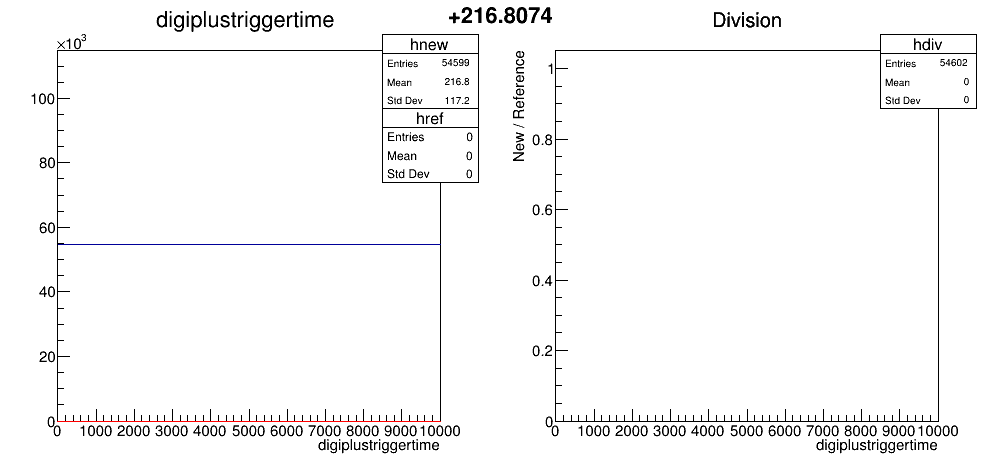 digiplustriggertime
+216.8074
Division
×10³
hnew
Entries 54599
Mean 216.8
Std Dev 117.2
href
Entries 0
Mean 0
Std Dev 0
100
80
60
40
20
0
0 1000 2000 3000 4000 5000 6000 7000 8000 9000 10000
digiplustriggertime
hdiv
Entries 54602
Mean 0
Std Dev 0
New / Reference
1
0.8
0.6
0.4
0.2
0
0 1000 2000 3000 4000 5000 6000 7000 8000 9000 10000
digiplustriggertime